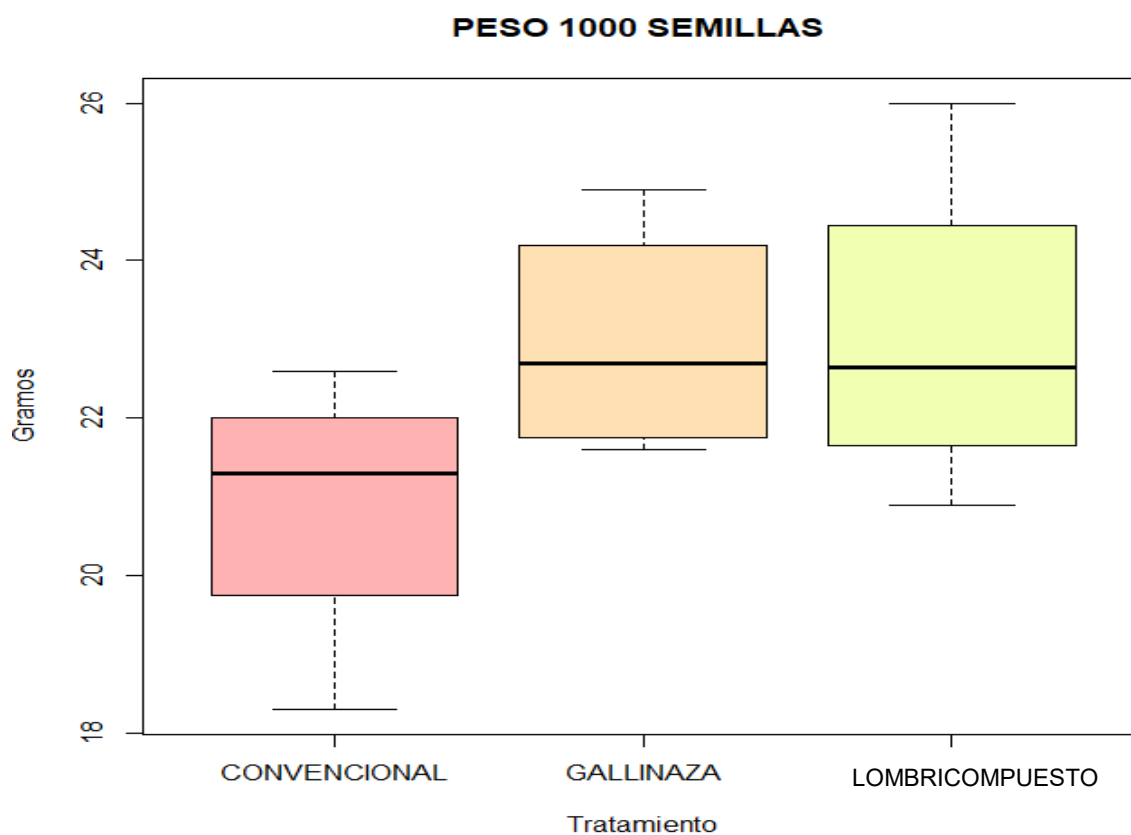 PESO 1000 SEMILLAS
26
24
22
20
18
Gramos
CONVENCIONAL GALLINAZA LOMBRICOMPUESTO
Tratamiento